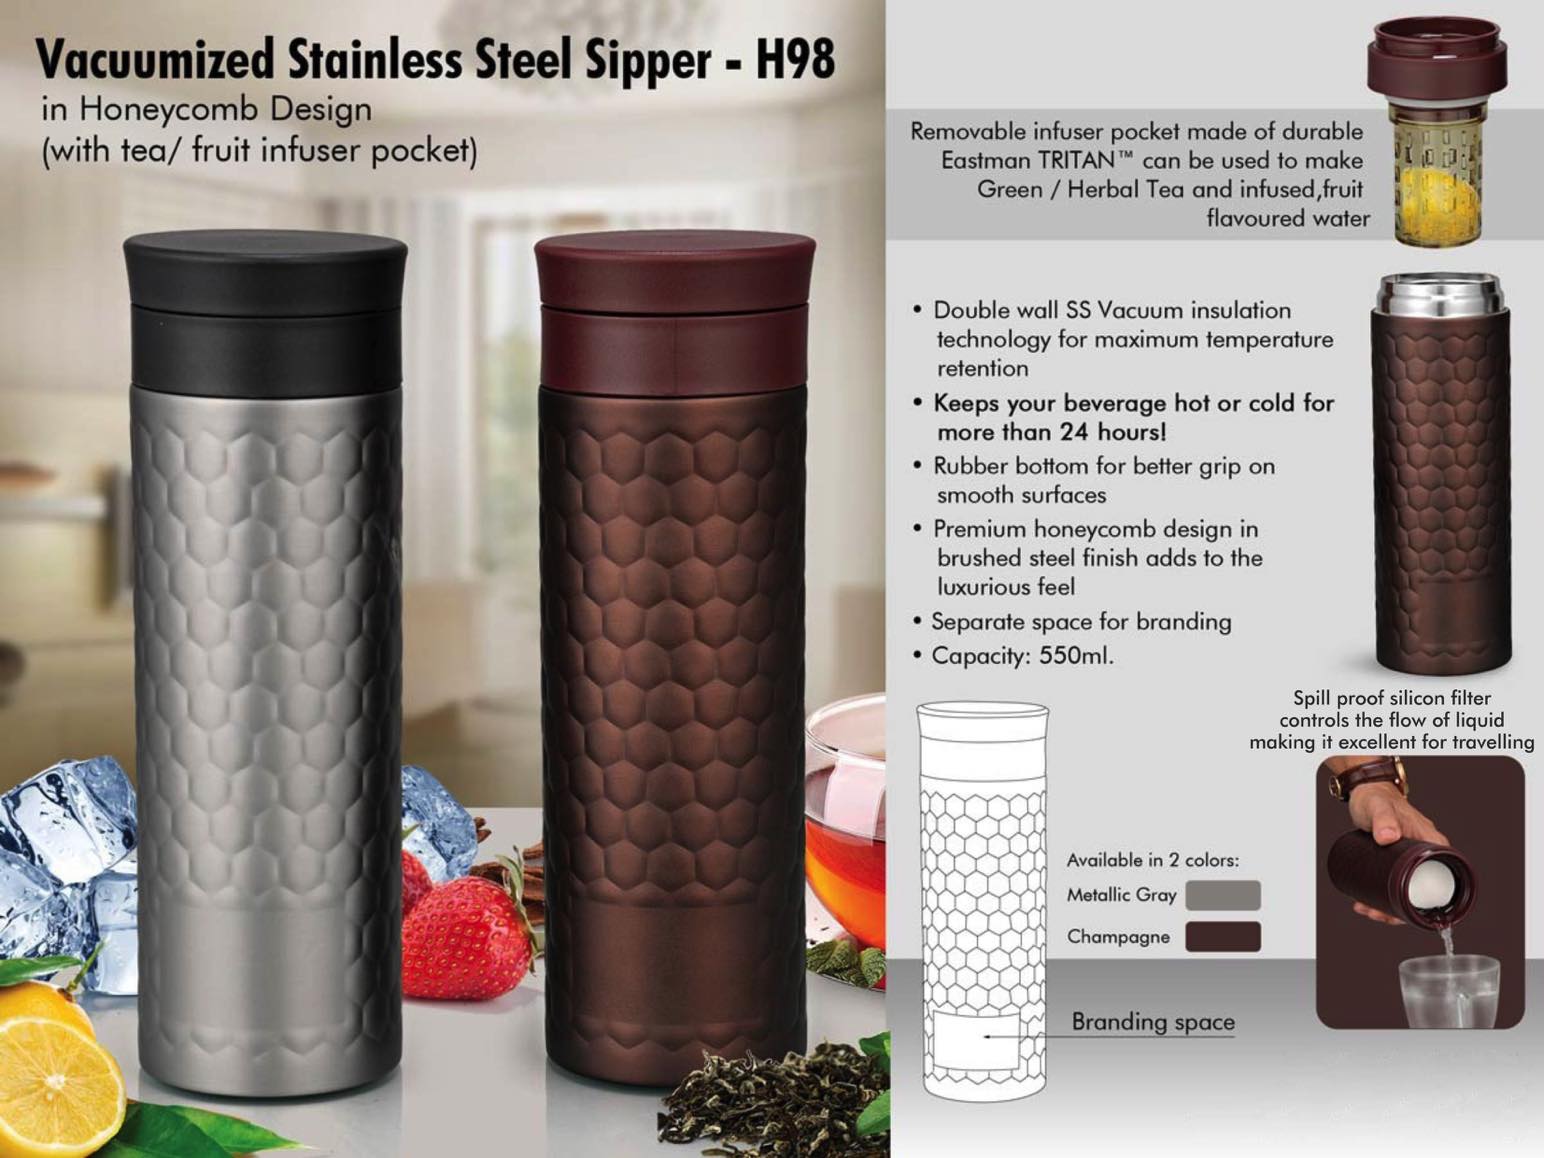 Vacuumized Stainless Steel Sipper - H98
in Honeycomb Design
(with tea/ fruit infuser pocket)
Removable infuser pocket made of durable
Eastman TRITAN™ can be used to make
Green / Herbal Tea and infused,fruit
flavoured water
• Double wall SS Vacuum insulation
technology for maximum temperature
retention
• Keeps your beverage hot or cold for
more than 24 hours!
• Rubber bottom for better grip on
smooth surfaces
• Premium honeycomb design in
brushed steel finish adds to the
luxurious feel
• Separate space for branding
• Capacity: 550ml.
Spill proof silicon filter
controls the flow of liquid
making it excellent for travelling
Available in 2 colors:
Metallic Gray
Champagne
Branding space